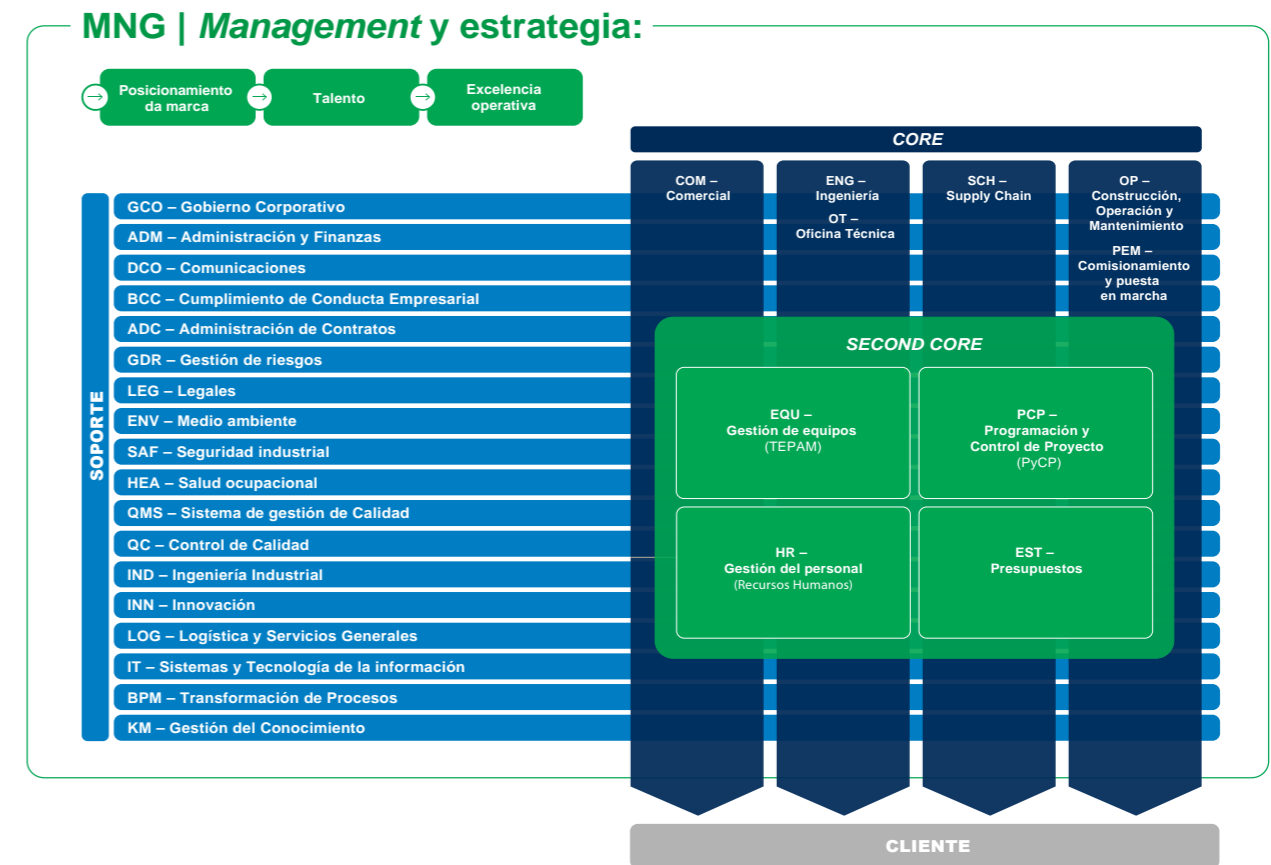 MNG | Management y estrategia:
→
Posicionamiento
da marca
→
Talento
→
Excelencia
operativa
CORE
COM –
Comercial
ENG –
Ingeniería
OT –
Oficina Técnica
SCH –
Supply Chain
OP –
Construcción,
Operación y
Mantenimiento
PEM –
Comisionamiento
y puesta
en marcha
SOPORTE
GCO – Gobierno Corporativo
ADM – Administración y Finanzas
DCO – Comunicaciones
BCC – Cumplimiento de Conducta Empresarial
ADC – Administración de Contratos
GDR – Gestión de riesgos
LEG – Legales
ENV – Medio ambiente
SAF – Seguridad industrial
HEA – Salud ocupacional
QMS – Sistema de gestión de Calidad
QC – Control de Calidad
IND – Ingeniería Industrial
INN – Innovación
LOG – Logística y Servicios Generales
IT – Sistemas y Tecnología de la información
BPM – Transformación de Procesos
KM – Gestión del Conocimiento
SECOND CORE
EQU –
Gestión de equipos
(TEPAM)
PCP –
Programación y
Control de Proyecto
(PyCP)
HR –
Gestión del personal
(Recursos Humanos)
EST –
Presupuestos
CLIENTE